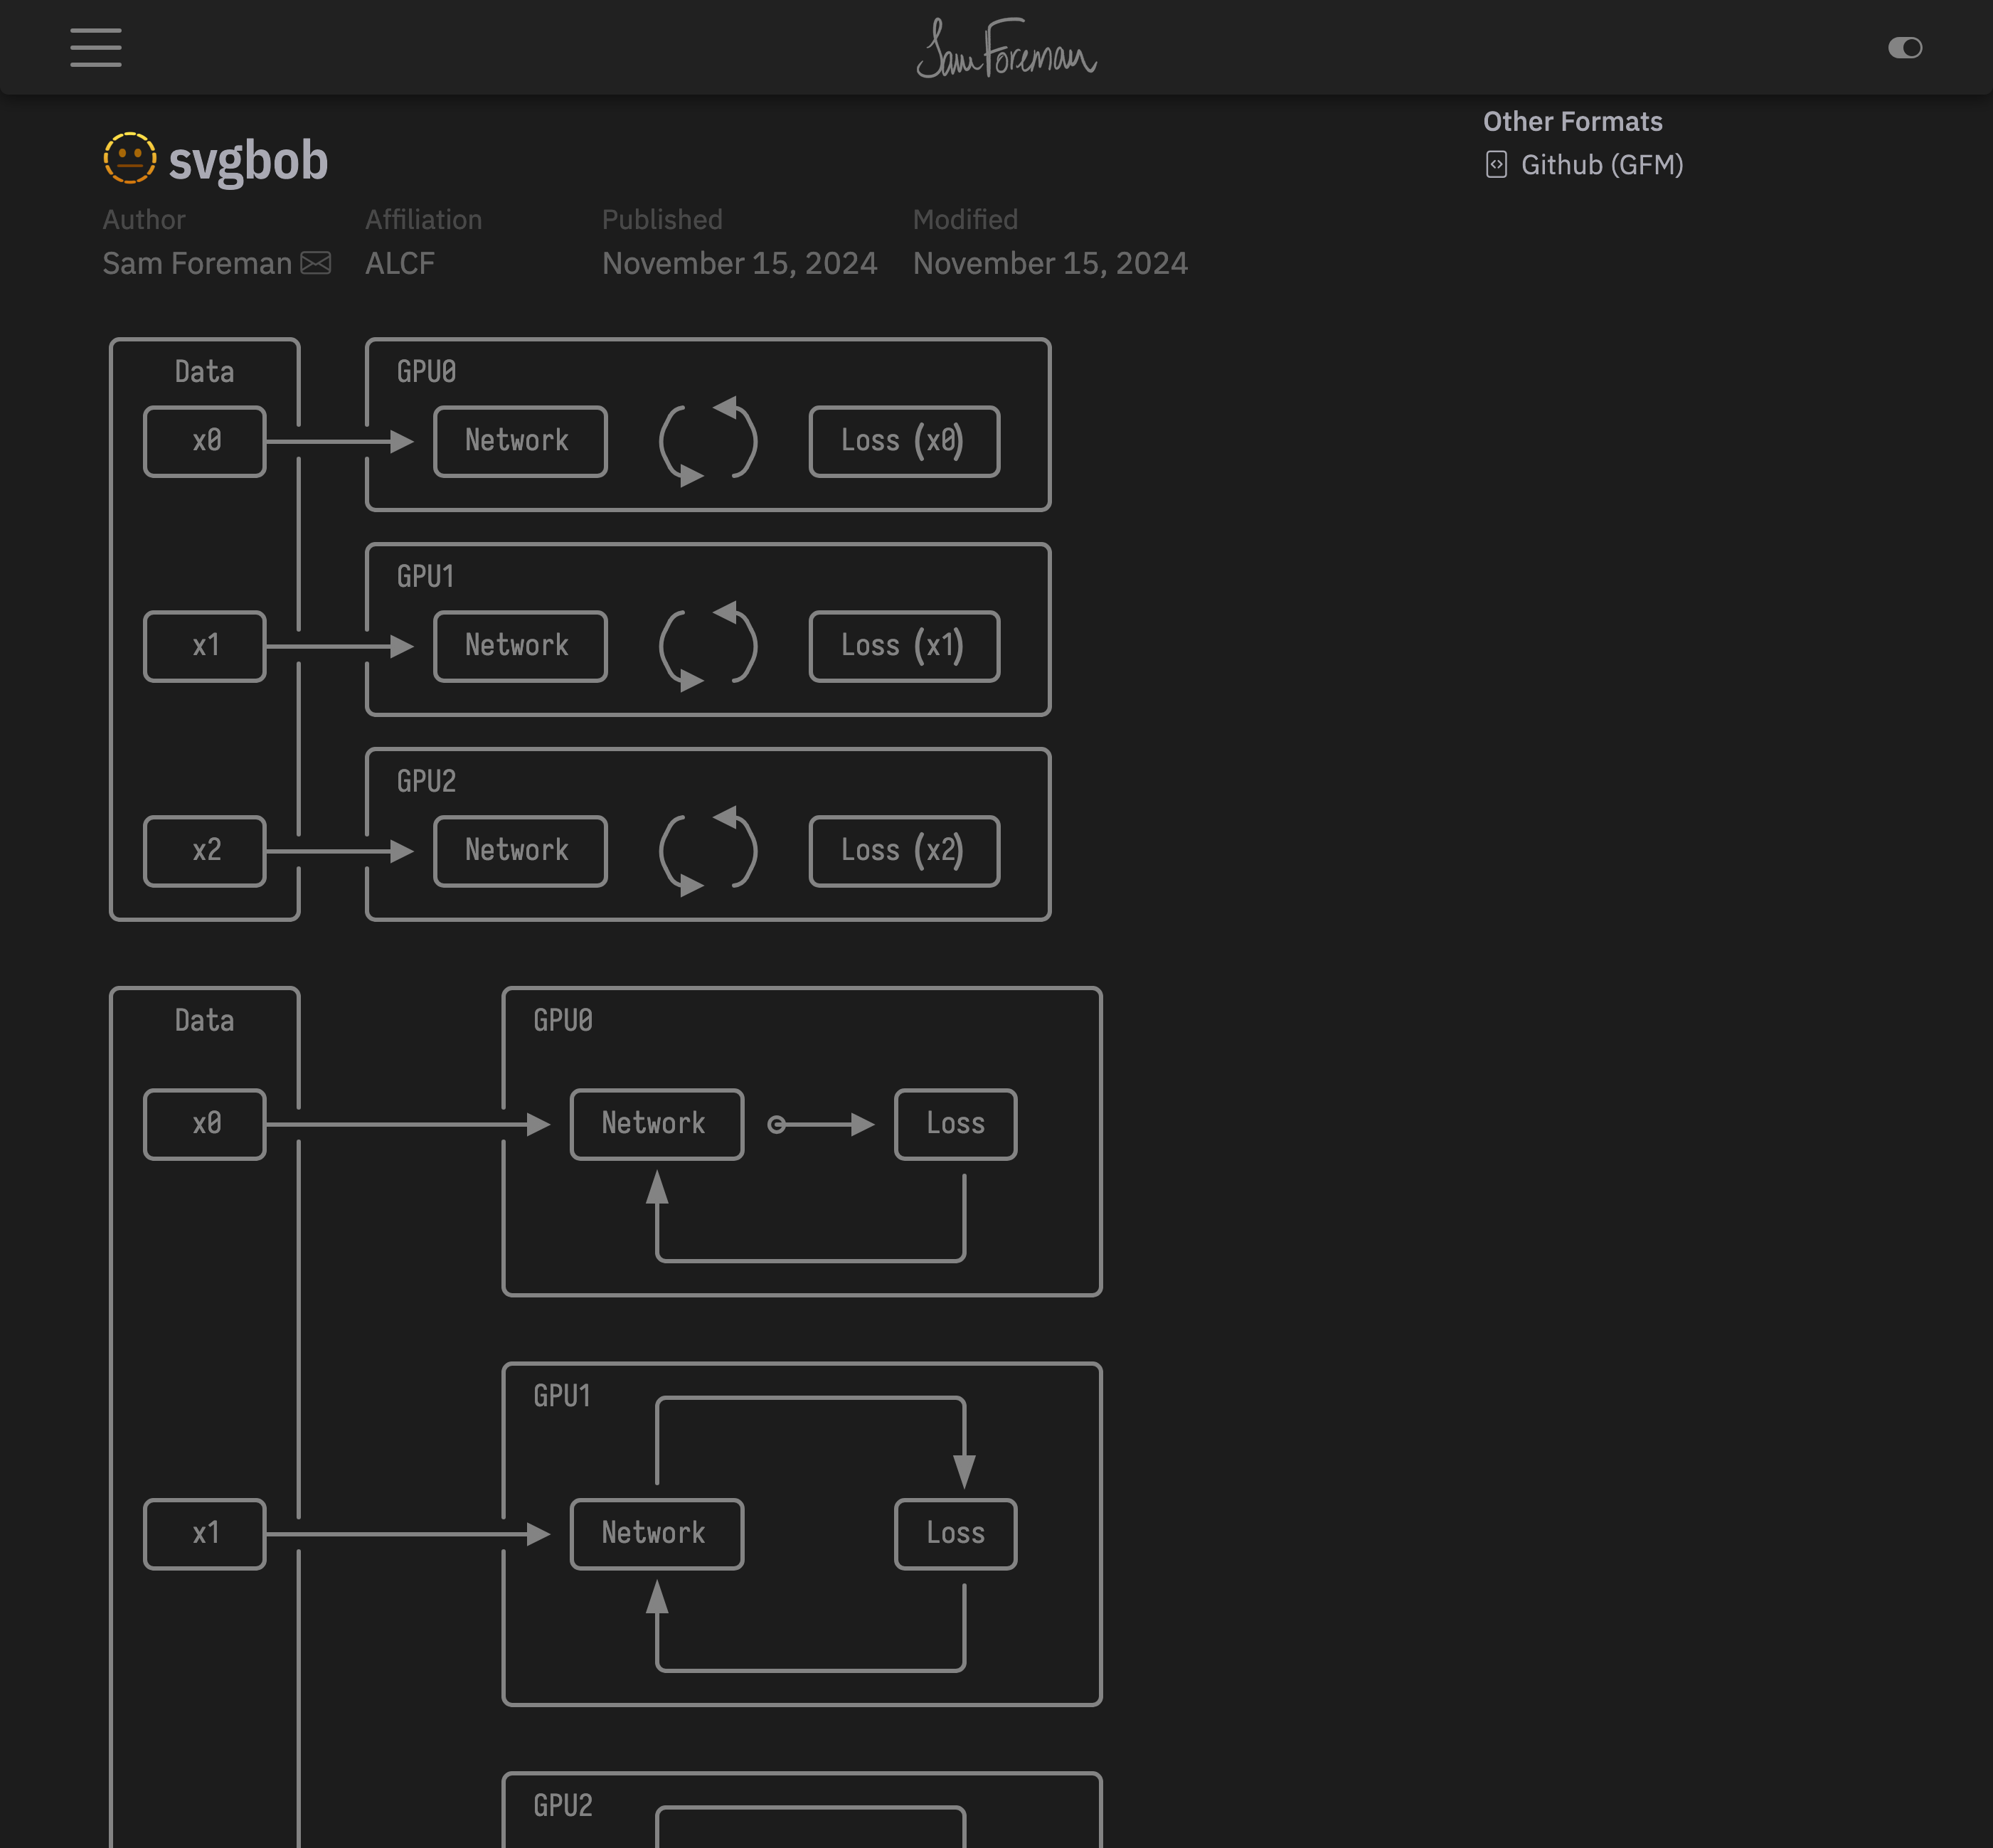 Sam Foreman
Other Formats
Github (GFM)
svgbob
Author Affiliation Published Modified
Sam Foreman ALCF November 15, 2024 November 15, 2024
Data GPU0
x0 Network Loss (x0)
GPU1
x1 Network Loss (x1)
GPU2
x2 Network Loss (x2)
Data GPU0
x0 Network Loss
GPU1
x1 Network Loss
GPU2